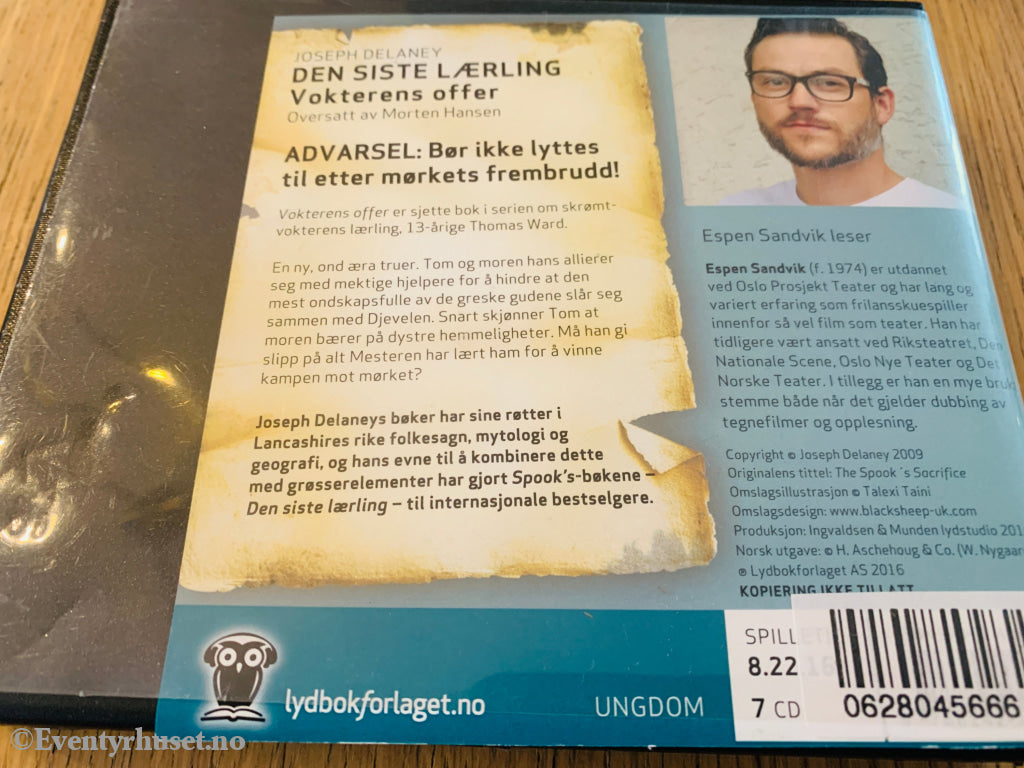 JOSEPH DELANEY
DEN SISTE LÆRLING
Vokterens offer
Oversatt av Morten Hansen
ADVARSEL: Bør ikke lyttes
til etter mørkets frembrudd!
Vokterens offer er sjette bok i serien om skrømt-
vokterens lærling, 13-årige Thomas Ward.
En ny, ond æra truer. Tom og moren hans allierer
seg med mektige hjelpere for å hindre at den
mest ondskapsfulle av de greske gudene slår seg
sammen med Djevelen. Snart skjønner Tom at
moren bærer på dystre hemmeligheter. Må han gi
slipp på alt Mesteren har lært ham for å vinne
kampen mot mørket?
Joseph Delaneys bøker har sine røtter i
Lancashires rike folkesagn, mytologi og
geografi, og hans evne til å kombinere dette
med grøsserelementer har gjort Spook's-bøkene –
Den siste lærling – til internasjonale bestselgere.
Espen Sandvik leser
Espen Sandvik (f. 1974) er utdannet
ved Oslo Prosjekt Teater og har lang og
variert erfaring som frilansskuespiller
innenfor så vel film som teater. Han har
tidligere vært ansatt ved Riksteatret, Den
Nationale Scene, Oslo Nye Teater og Det
Norske Teater. I tillegg er han en mye bruk
stemme både når det gjelder dubbing av
tegnefilmer og opplesning.
Copyright © Joseph Delaney 2009
Originalens tittel: The Spook´s Socrifice
Omslagsillustrasjon © Talexi Taini
Omslagsdesign: www.blacksheep-uk.com
Produksjon: Ingvaldsen & Munden lydstudio 201
Norsk utgave: © H. Aschehoug & Co. (W. Nygaar
℗ Lydbokforlaget AS 2016
KOPIERING IKKE TILLATT
SPILLETID
8.22.16
7 CD
0628045666
lydbokforlaget.no
UNGDOM
©Eventyrhuset.no